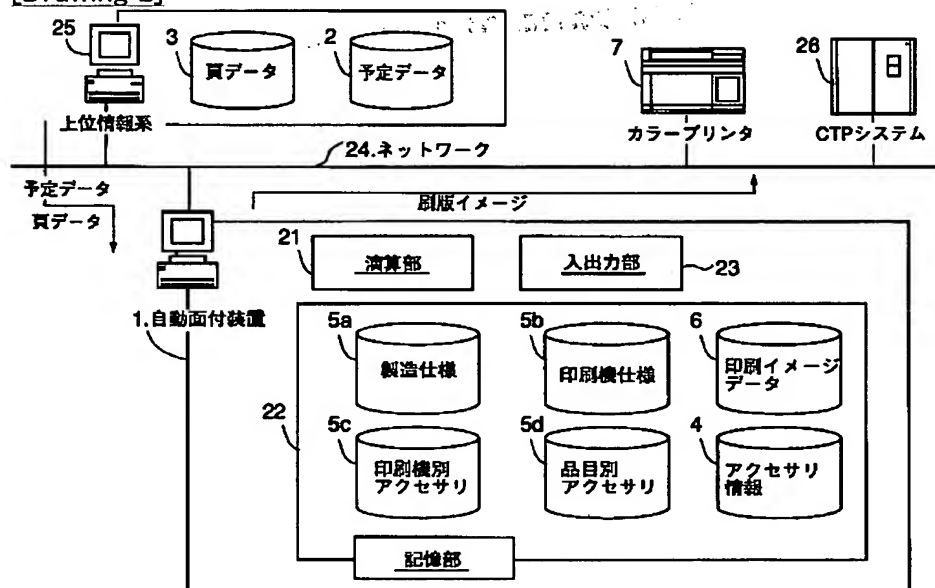 25
3
頁データ
2
予定データ
7
26
上位情報系
カラープリンタ
CTPシステム
24.ネットワーク
予定データ
頁データ
刷版イメージ
21
演算部
入出力部
23
1.自動面付装置
5a
製造仕様
5b
印刷機仕様
6
印刷イメージ
データ
22
5c
印刷機別
アクセサリ
5d
品目別
アクセサリ
4
アクセサリ
情報
記憶部